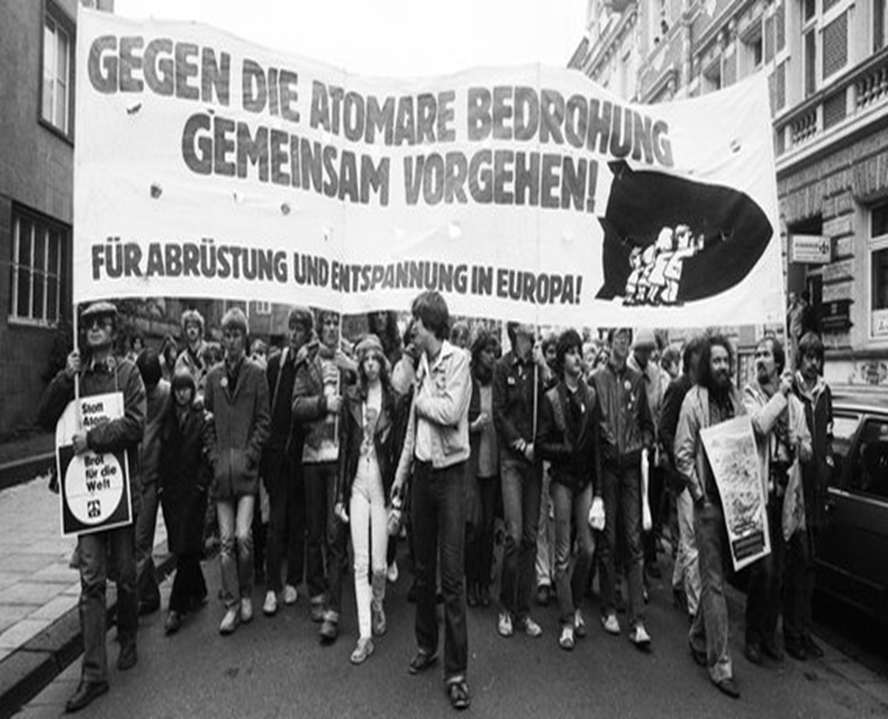 GEGEN DIE ATOMARE BEDROHUNG
GEMEINSAM VORGEHEN!
FÜR ABRÜSTUNG UND ENTSPANNUNG IN EUROPA!
Statt
Atom
Brot
für die
Welt